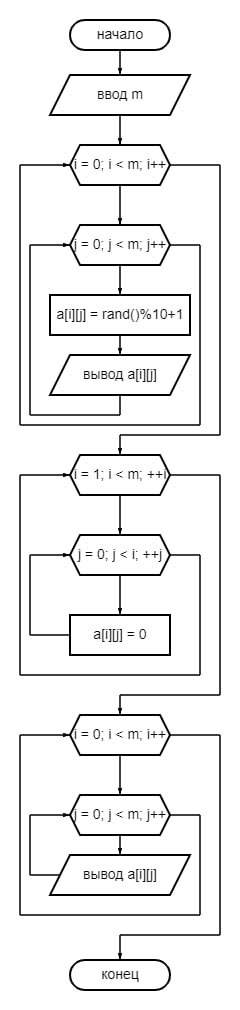 начало
ввод m
i = 0; i < m; i++
j = 0; j < m; j++
a[i][j] = rand()%10+1
вывод a[i][j]
i = 1; i < m; ++i
j = 0; j < i; ++j
a[i][j] = 0
i = 0; i < m; i++
j = 0; j < m; j++
вывод a[i][j]
конец